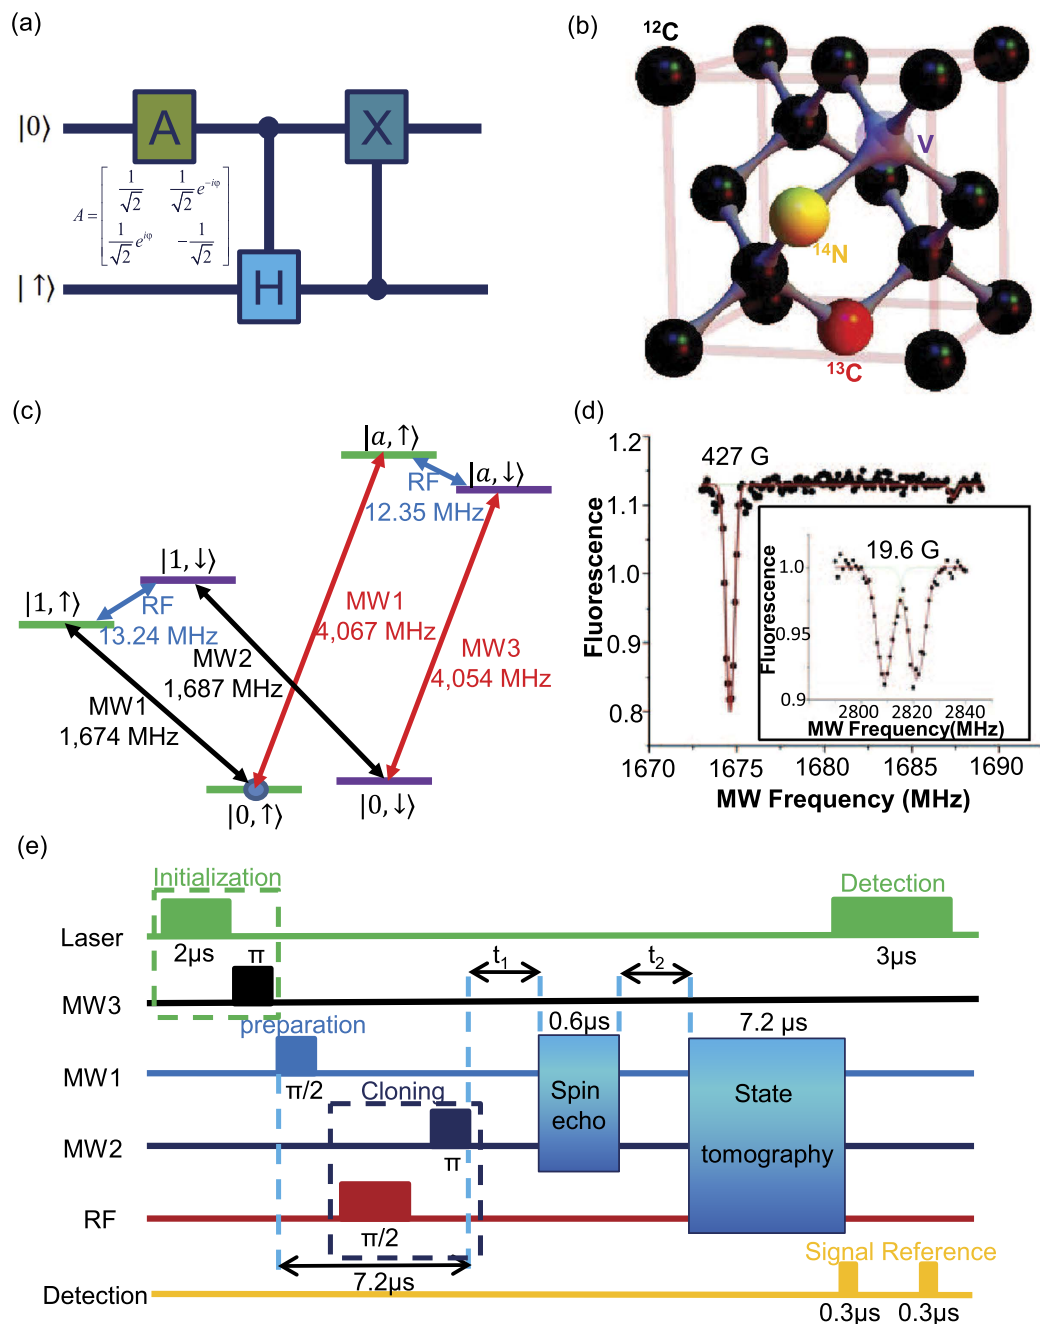 (a)
|0⟩
A
X
A = [ 1/√2 1/√2 e^{-iφ}
1/√2 e^{iφ} -1/√2 ]
|↑⟩
H
(b)
¹²C
V
¹⁴N
¹³C
(c)
|a,↑⟩
|a,↓⟩
RF
12.35 MHz
|1,↓⟩
|1,↑⟩
RF
13.24 MHz
MW1
4,067 MHz
MW2
1,687 MHz
MW3
4,054 MHz
MW1
1,674 MHz
|0,↑⟩
|0,↓⟩
(d)
1.2
1.1
1.0
0.9
0.8
Fluorescence
427 G
19.6 G
1.0
0.95
0.9
Fluorescence
2800 2820 2840
MW Frequency(MHz)
1670 1675 1680 1685 1690
MW Frequency (MHz)
(e)
Initialization
Detection
Laser
2μs
π
3μs
t₁
t₂
MW3
preparation
0.6μs
7.2 μs
MW1
π/2
Cloning
Spin
echo
State
tomography
MW2
π
RF
π/2
7.2μs
Signal Reference
Detection
0.3μs 0.3μs